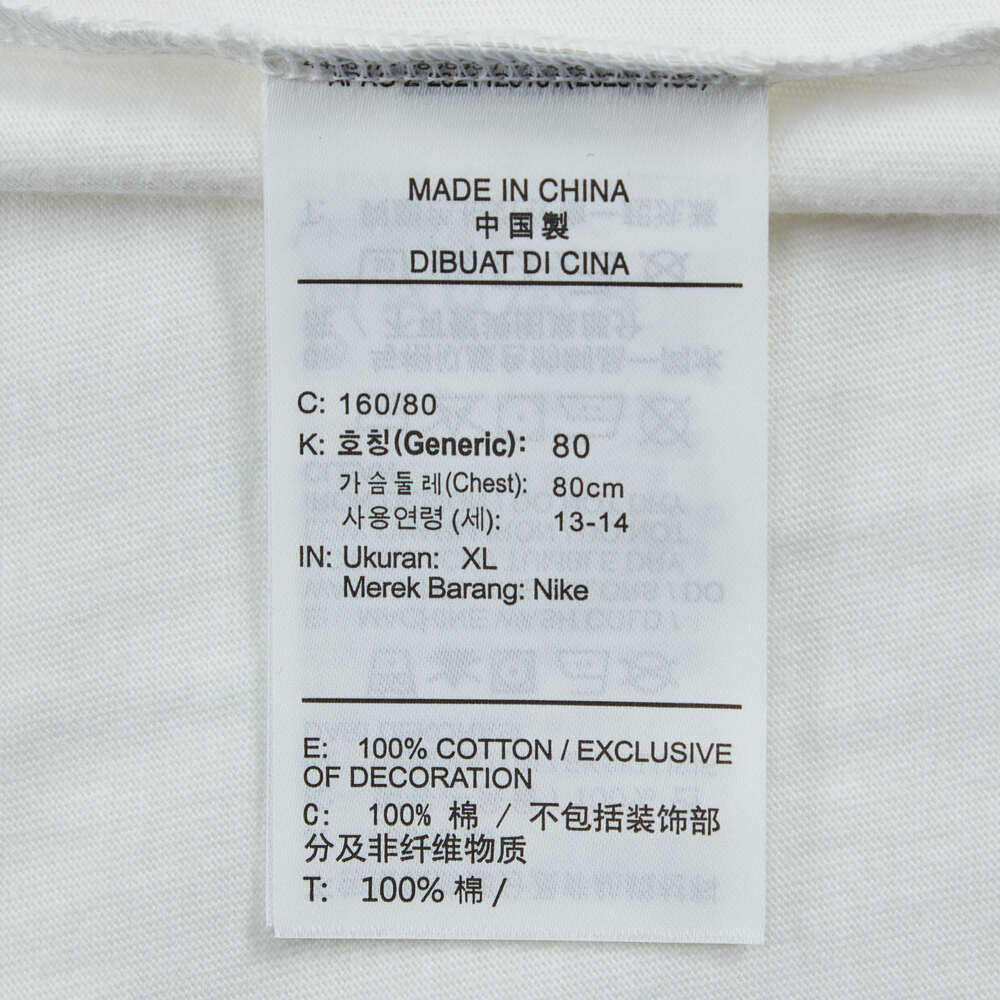 MADE IN CHINA
中国製
DIBUAT DI CINA
C: 160/80
K: 호칭(Generic): 80
가슴둘레(Chest): 80cm
사용연령 (세): 13-14
IN: Ukuran: XL
Merek Barang: Nike
E: 100% COTTON / EXCLUSIVE
OF DECORATION
C: 100% 棉 / 不包括装饰部
分及非纤维物质
T: 100% 棉 /